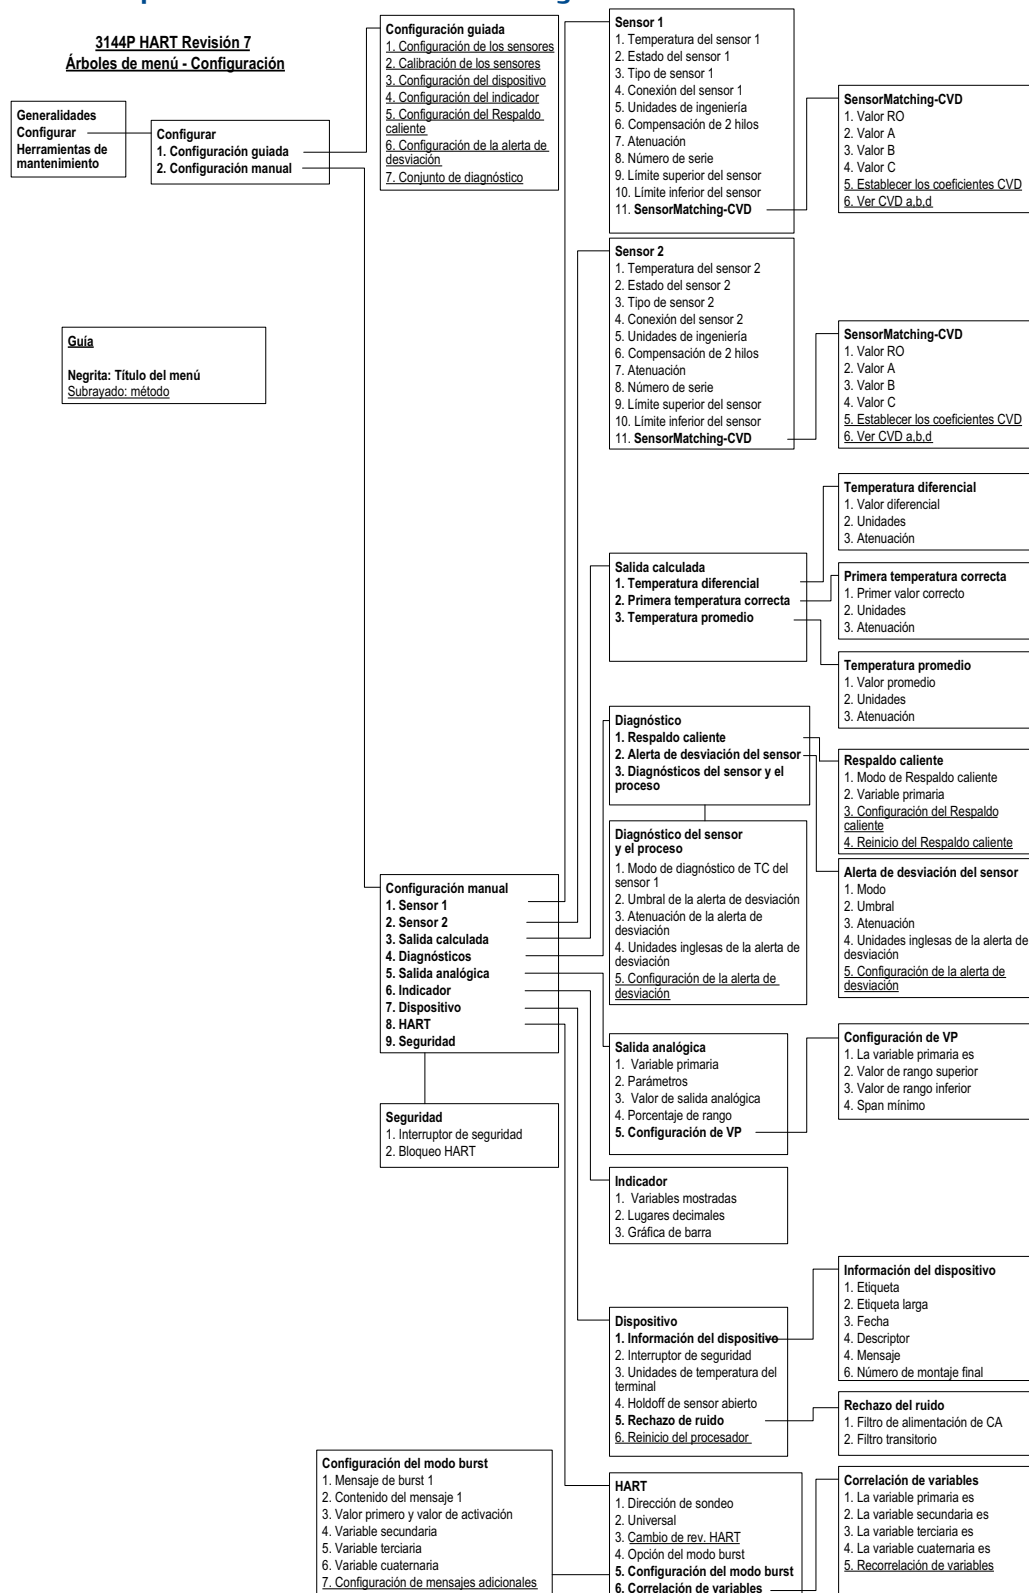 3144P HART Revisión 7
Árboles de menú - Configuración
Generalidades
Configurar
Herramientas de
mantenimiento
Configurar
1. Configuración guiada
2. Configuración manual
Guía
Negrita: Título del menú
Subrayado: método
Configuración guiada
1. Configuración de los sensores
2. Calibración de los sensores
3. Configuración del dispositivo
4. Configuración del indicador
5. Configuración del Respaldo
caliente
6. Configuración de la alerta de
desviación
7. Conjunto de diagnóstico
Sensor 1
1. Temperatura del sensor 1
2. Estado del sensor 1
3. Tipo de sensor 1
4. Conexión del sensor 1
5. Unidades de ingeniería
6. Compensación de 2 hilos
7. Atenuación
8. Número de serie
9. Límite superior del sensor
10. Límite inferior del sensor
11. SensorMatching-CVD
SensorMatching-CVD
1. Valor RO
2. Valor A
3. Valor B
4. Valor C
5. Establecer los coeficientes CVD
6. Ver CVD a,b,d
Sensor 2
1. Temperatura del sensor 2
2. Estado del sensor 2
3. Tipo de sensor 2
4. Conexión del sensor 2
5. Unidades de ingeniería
6. Compensación de 2 hilos
7. Atenuación
8. Número de serie
9. Límite superior del sensor
10. Límite inferior del sensor
11. SensorMatching-CVD
SensorMatching-CVD
1. Valor RO
2. Valor A
3. Valor B
4. Valor C
5. Establecer los coeficientes CVD
6. Ver CVD a,b,d
Salida calculada
1. Temperatura diferencial
2. Primera temperatura correcta
3. Temperatura promedio
Temperatura diferencial
1. Valor diferencial
2. Unidades
3. Atenuación
Primera temperatura correcta
1. Primer valor correcto
2. Unidades
3. Atenuación
Temperatura promedio
1. Valor promedio
2. Unidades
3. Atenuación
Diagnóstico
1. Respaldo caliente
2. Alerta de desviación del sensor
3. Diagnósticos del sensor y el
proceso
Respaldo caliente
1. Modo de Respaldo caliente
2. Variable primaria
3. Configuración del Respaldo
caliente
4. Reinicio del Respaldo caliente
Diagnóstico del sensor
y el proceso
1. Modo de diagnóstico de TC del
sensor 1
2. Umbral de la alerta de desviación
3. Atenuación de la alerta de
desviación
4. Unidades inglesas de la alerta de
desviación
5. Configuración de la alerta de
desviación
Alerta de desviación del sensor
1. Modo
2. Umbral
3. Atenuación
4. Unidades inglesas de la alerta de
desviación
5. Configuración de la alerta de
desviación
Configuración manual
1. Sensor 1
2. Sensor 2
3. Salida calculada
4. Diagnósticos
5. Salida analógica
6. Indicador
7. Dispositivo
8. HART
9. Seguridad
Seguridad
1. Interruptor de seguridad
2. Bloqueo HART
Salida analógica
1. Variable primaria
2. Parámetros
3. Valor de salida analógica
4. Porcentaje de rango
5. Configuración de VP
Configuración de VP
1. La variable primaria es
2. Valor de rango superior
3. Valor de rango inferior
4. Span mínimo
Indicador
1. Variables mostradas
2. Lugares decimales
3. Gráfica de barra
Dispositivo
1. Información del dispositivo
2. Interruptor de seguridad
3. Unidades de temperatura del
terminal
4. Holdoff de sensor abierto
5. Rechazo de ruido
6. Reinicio del procesador
Información del dispositivo
1. Etiqueta
2. Etiqueta larga
3. Fecha
4. Descriptor
4. Mensaje
6. Número de montaje final
Rechazo del ruido
1. Filtro de alimentación de CA
2. Filtro transitorio
Configuración del modo burst
1. Mensaje de burst 1
2. Contenido del mensaje 1
3. Valor primero y valor de activación
4. Variable secundaria
5. Variable terciaria
6. Variable cuaternaria
7. Configuración de mensajes adicionales
HART
1. Dirección de sondeo
2. Universal
3. Cambio de rev. HART
4. Opción del modo burst
5. Configuración del modo burst
6. Correlación de variables
Correlación de variables
1. La variable primaria es
2. La variable secundaria es
3. La variable terciaria es
4. La variable cuaternaria es
5. Recorrelación de variables